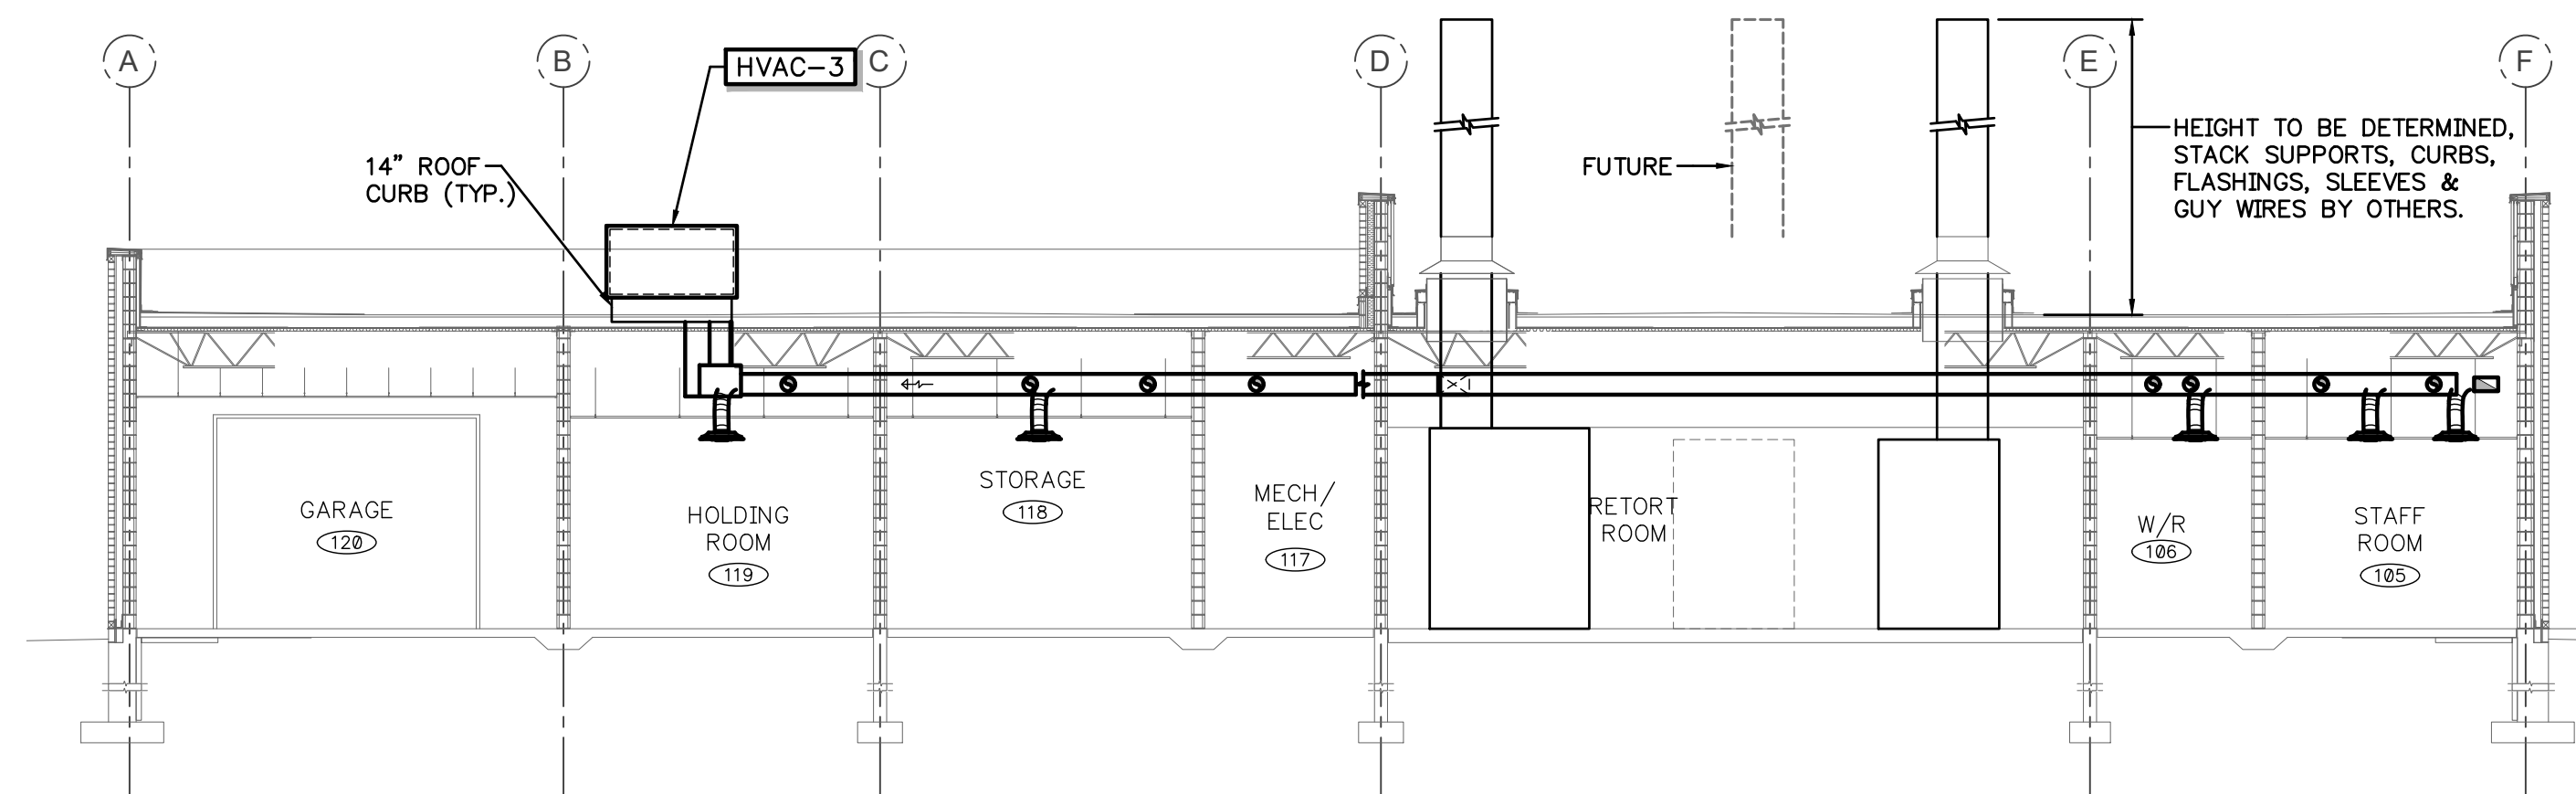 A
B
HVAC-3
C
D
E
F
14" ROOF
CURB (TYP.)
FUTURE
HEIGHT TO BE DETERMINED,
STACK SUPPORTS, CURBS,
FLASHINGS, SLEEVES &
GUY WIRES BY OTHERS.
GARAGE
120
HOLDING
ROOM
119
STORAGE
118
MECH/
ELEC
117
RETORT
ROOM
W/R
106
STAFF
ROOM
105